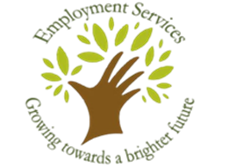 Employment Services
Growing towards a brighter future